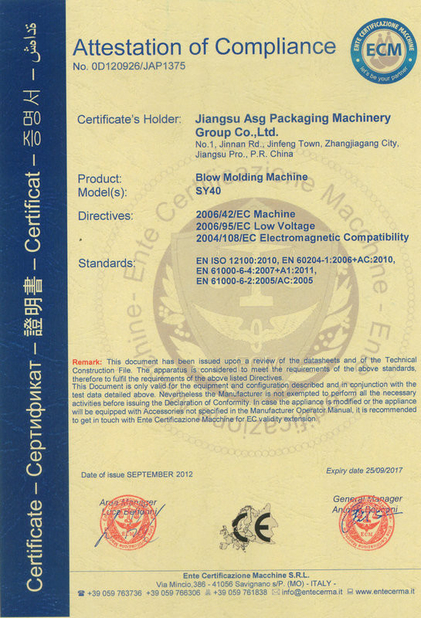 Attestation of Compliance
No. 0D120926/JAP1375
ECM
let's be your partner
Certificate's Holder: Jiangsu Asg Packaging Machinery
Group Co.,Ltd.
No.1, Jinnan Rd., Jinfeng Town, Zhangjiagang City,
Jiangsu Pro., P.R. China
Product: Blow Molding Machine
Model(s): SY40
Directives: 2006/42/EC Machine
2006/95/EC Low Voltage
2004/108/EC Electromagnetic Compatibility
Standards: EN ISO 12100:2010, EN 60204-1:2006+AC:2010,
EN 61000-6-4:2007+A1:2011,
EN 61000-6-2:2005/AC:2005
Remark: This document has been issued upon a review of the datasheets and of the Technical
Construction File. The apparatus is considered to meet the requirements of the above standards,
therefore to fulfil the requirements of the above listed Directives.
This Document is only valid for the equipment and configuration described and in conjunction with the
test data detailed above. Nevertheless the Manufacturer is not exempted to perform all the necessary
activities before issuing the Declaration of Conformity. In case the appliance is modified or the appliance
will be equipped with Accessories not specified in the Manufacturer Operator Manual, it is recommended
to get in touch with Ente Certificazione Macchine for EC validity extension.
Date of issue SEPTEMBER 2012
Expiry date 25/09/2017
Area Manager
Luca Bedonni
General Manager
CE
Ente Certificazione Macchine S.R.L.
Via Mincio,386 - 41056 Savignano s/P. (MO) - ITALY -
☎ +39 059 763736 +39 059 766306 +39 059 761838 info@entecerma.it www.entecerma.it
Certificate – Сертификат – 證明書 – Certificat – 증명서 –
Ente Certificazione Macchine